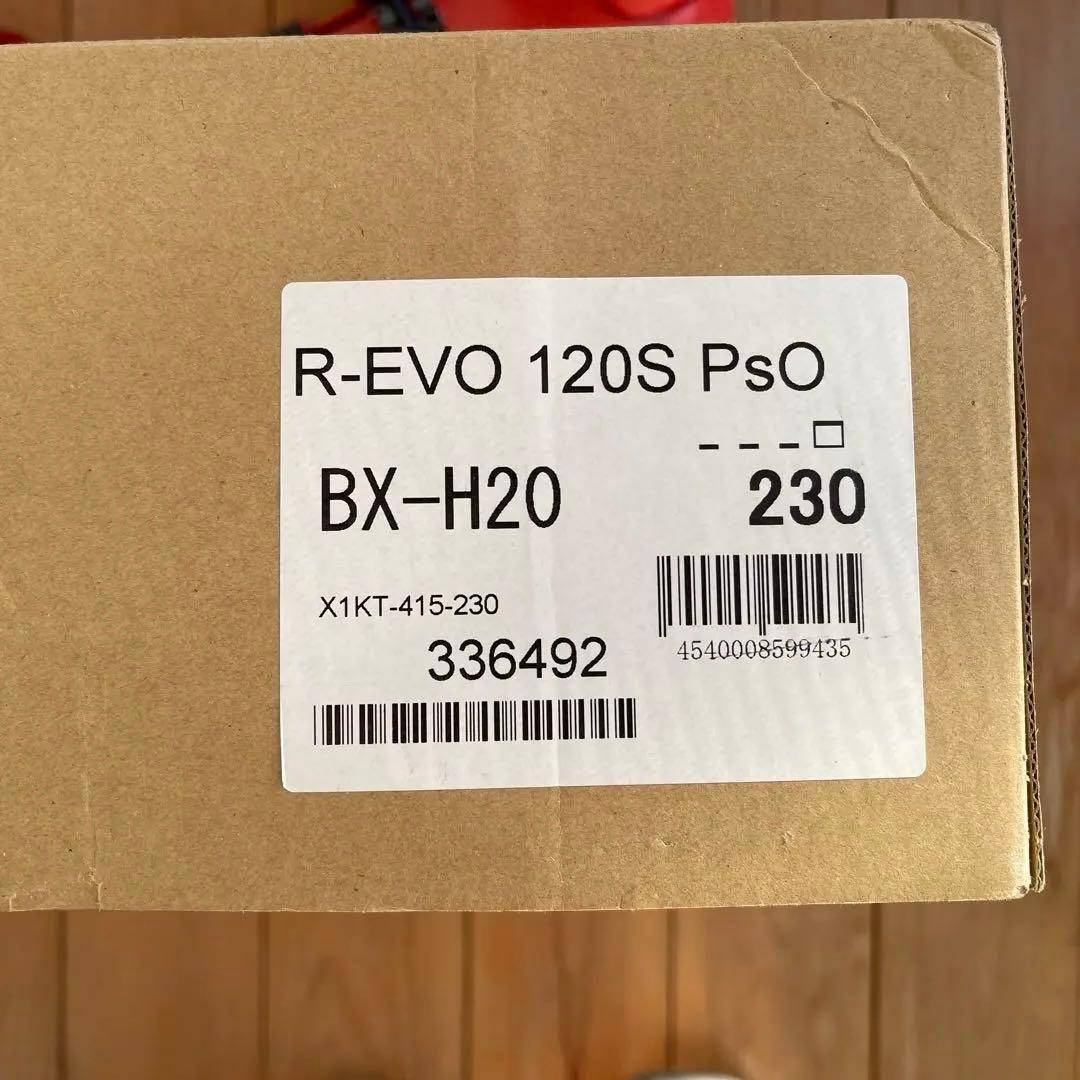 R-EVO 120S PsO
- - - □
BX-H20 230
X1KT-415-230
336492
4540008599435